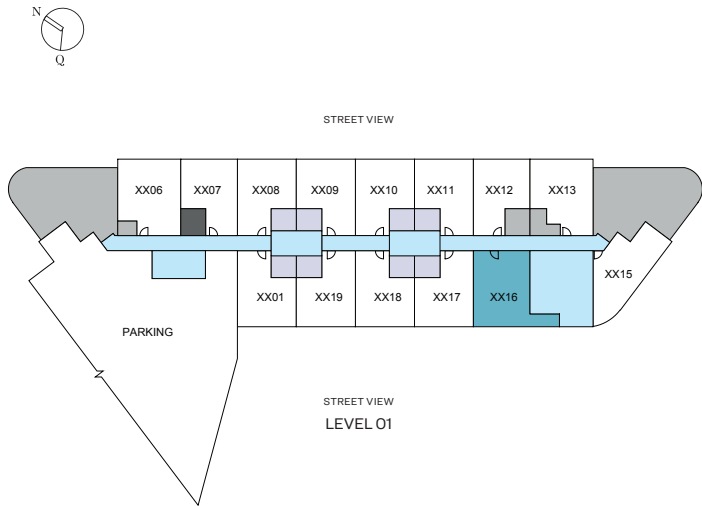 N
Q
STREET VIEW
XX06 XX07 XX08 XX09 XX10 XX11 XX12 XX13
XX15
XX01 XX19 XX18 XX17 XX16
PARKING
STREET VIEW
LEVEL 01